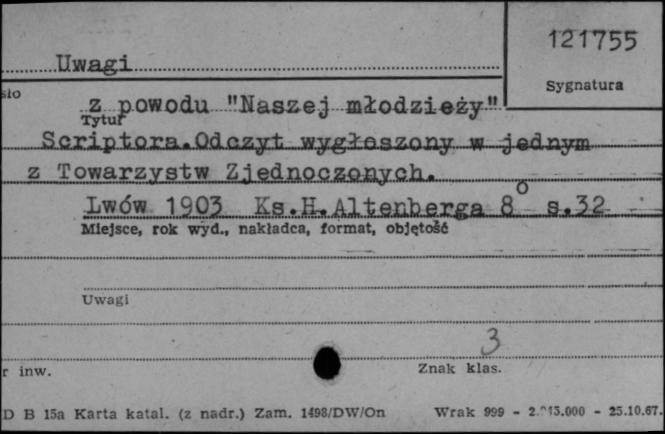 121755
Uwagi
Sygnatura
sło
z powodu "Naszej młodzieży"
Tytuł
Scriptora.Odczyt wygłoszony w jednym
z Towarzystw Zjednoczonych.
Lwów 1903 Ks.H.Altenberga 8° s.32
Miejsce, rok wyd., nakładca, format, objętość
Uwagi
3
r inw.
Znak klas.
D B 15a Karta katal. (z nadr.) Zam. 1498/DW/On Wrak 999 - - 25.10.67.